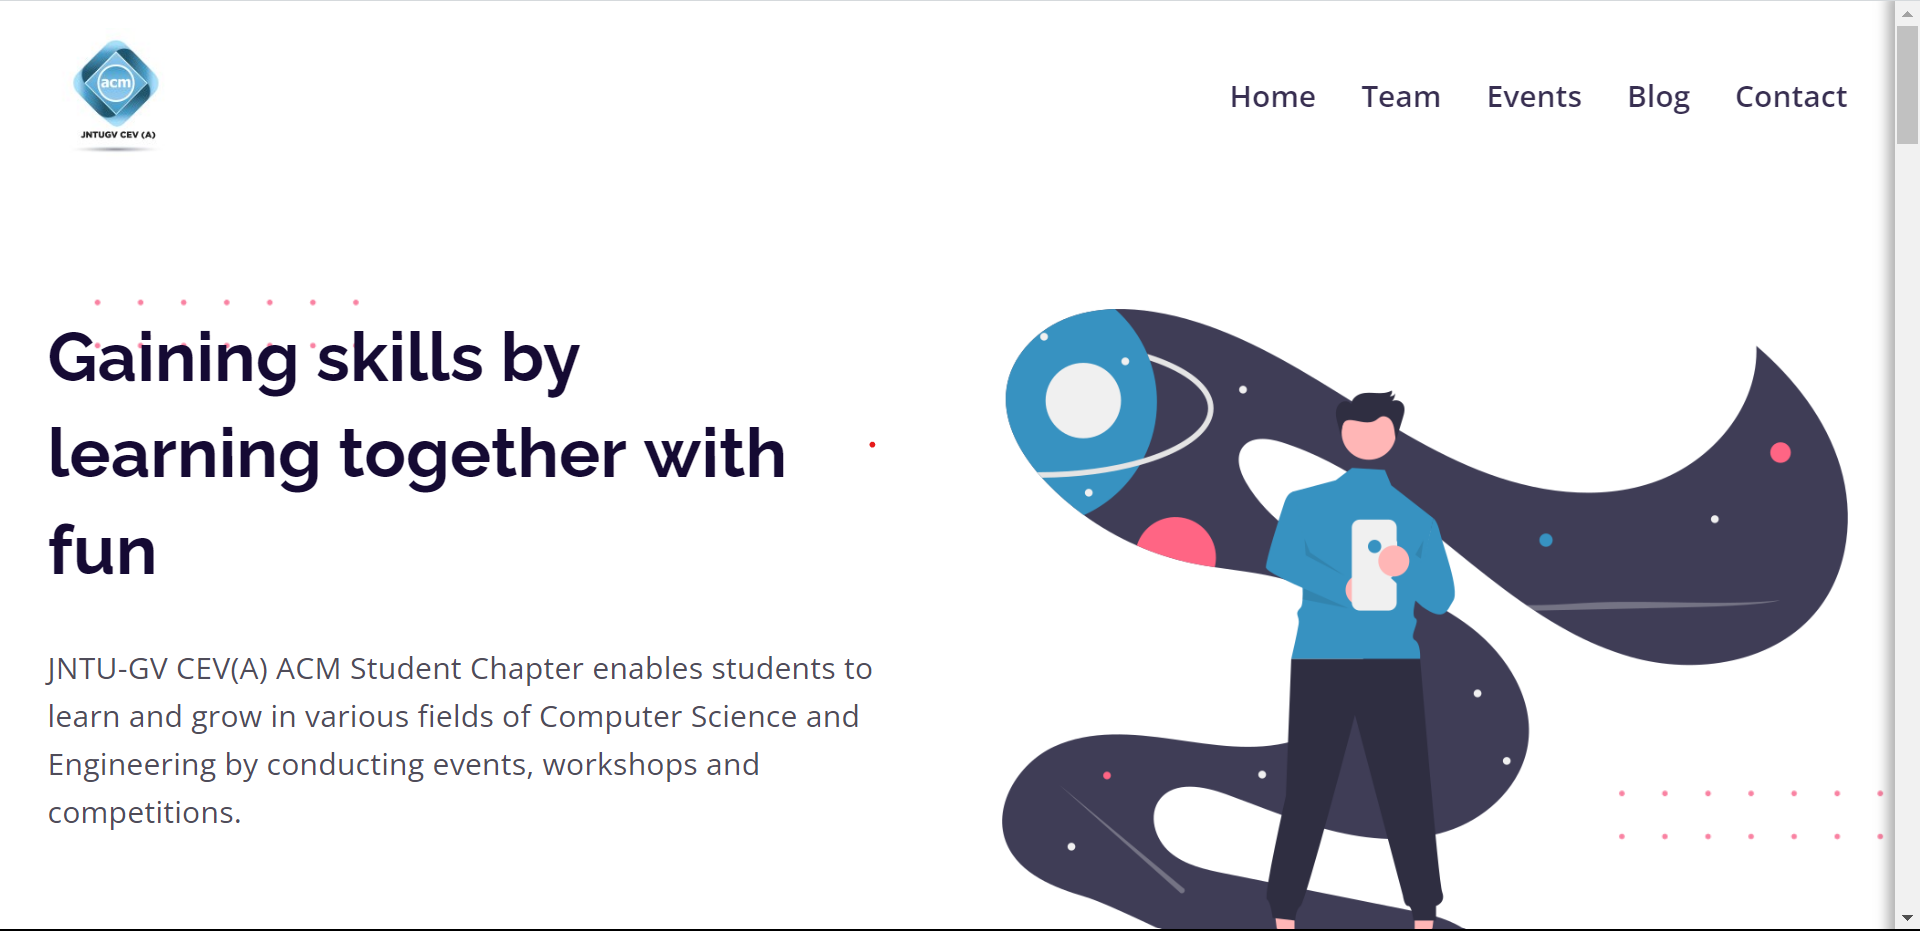 acm
JNTUGV CEV (A)
Home Team Events Blog Contact
Gaining skills by
learning together with
fun
JNTU-GV CEV(A) ACM Student Chapter enables students to
learn and grow in various fields of Computer Science and
Engineering by conducting events, workshops and
competitions.